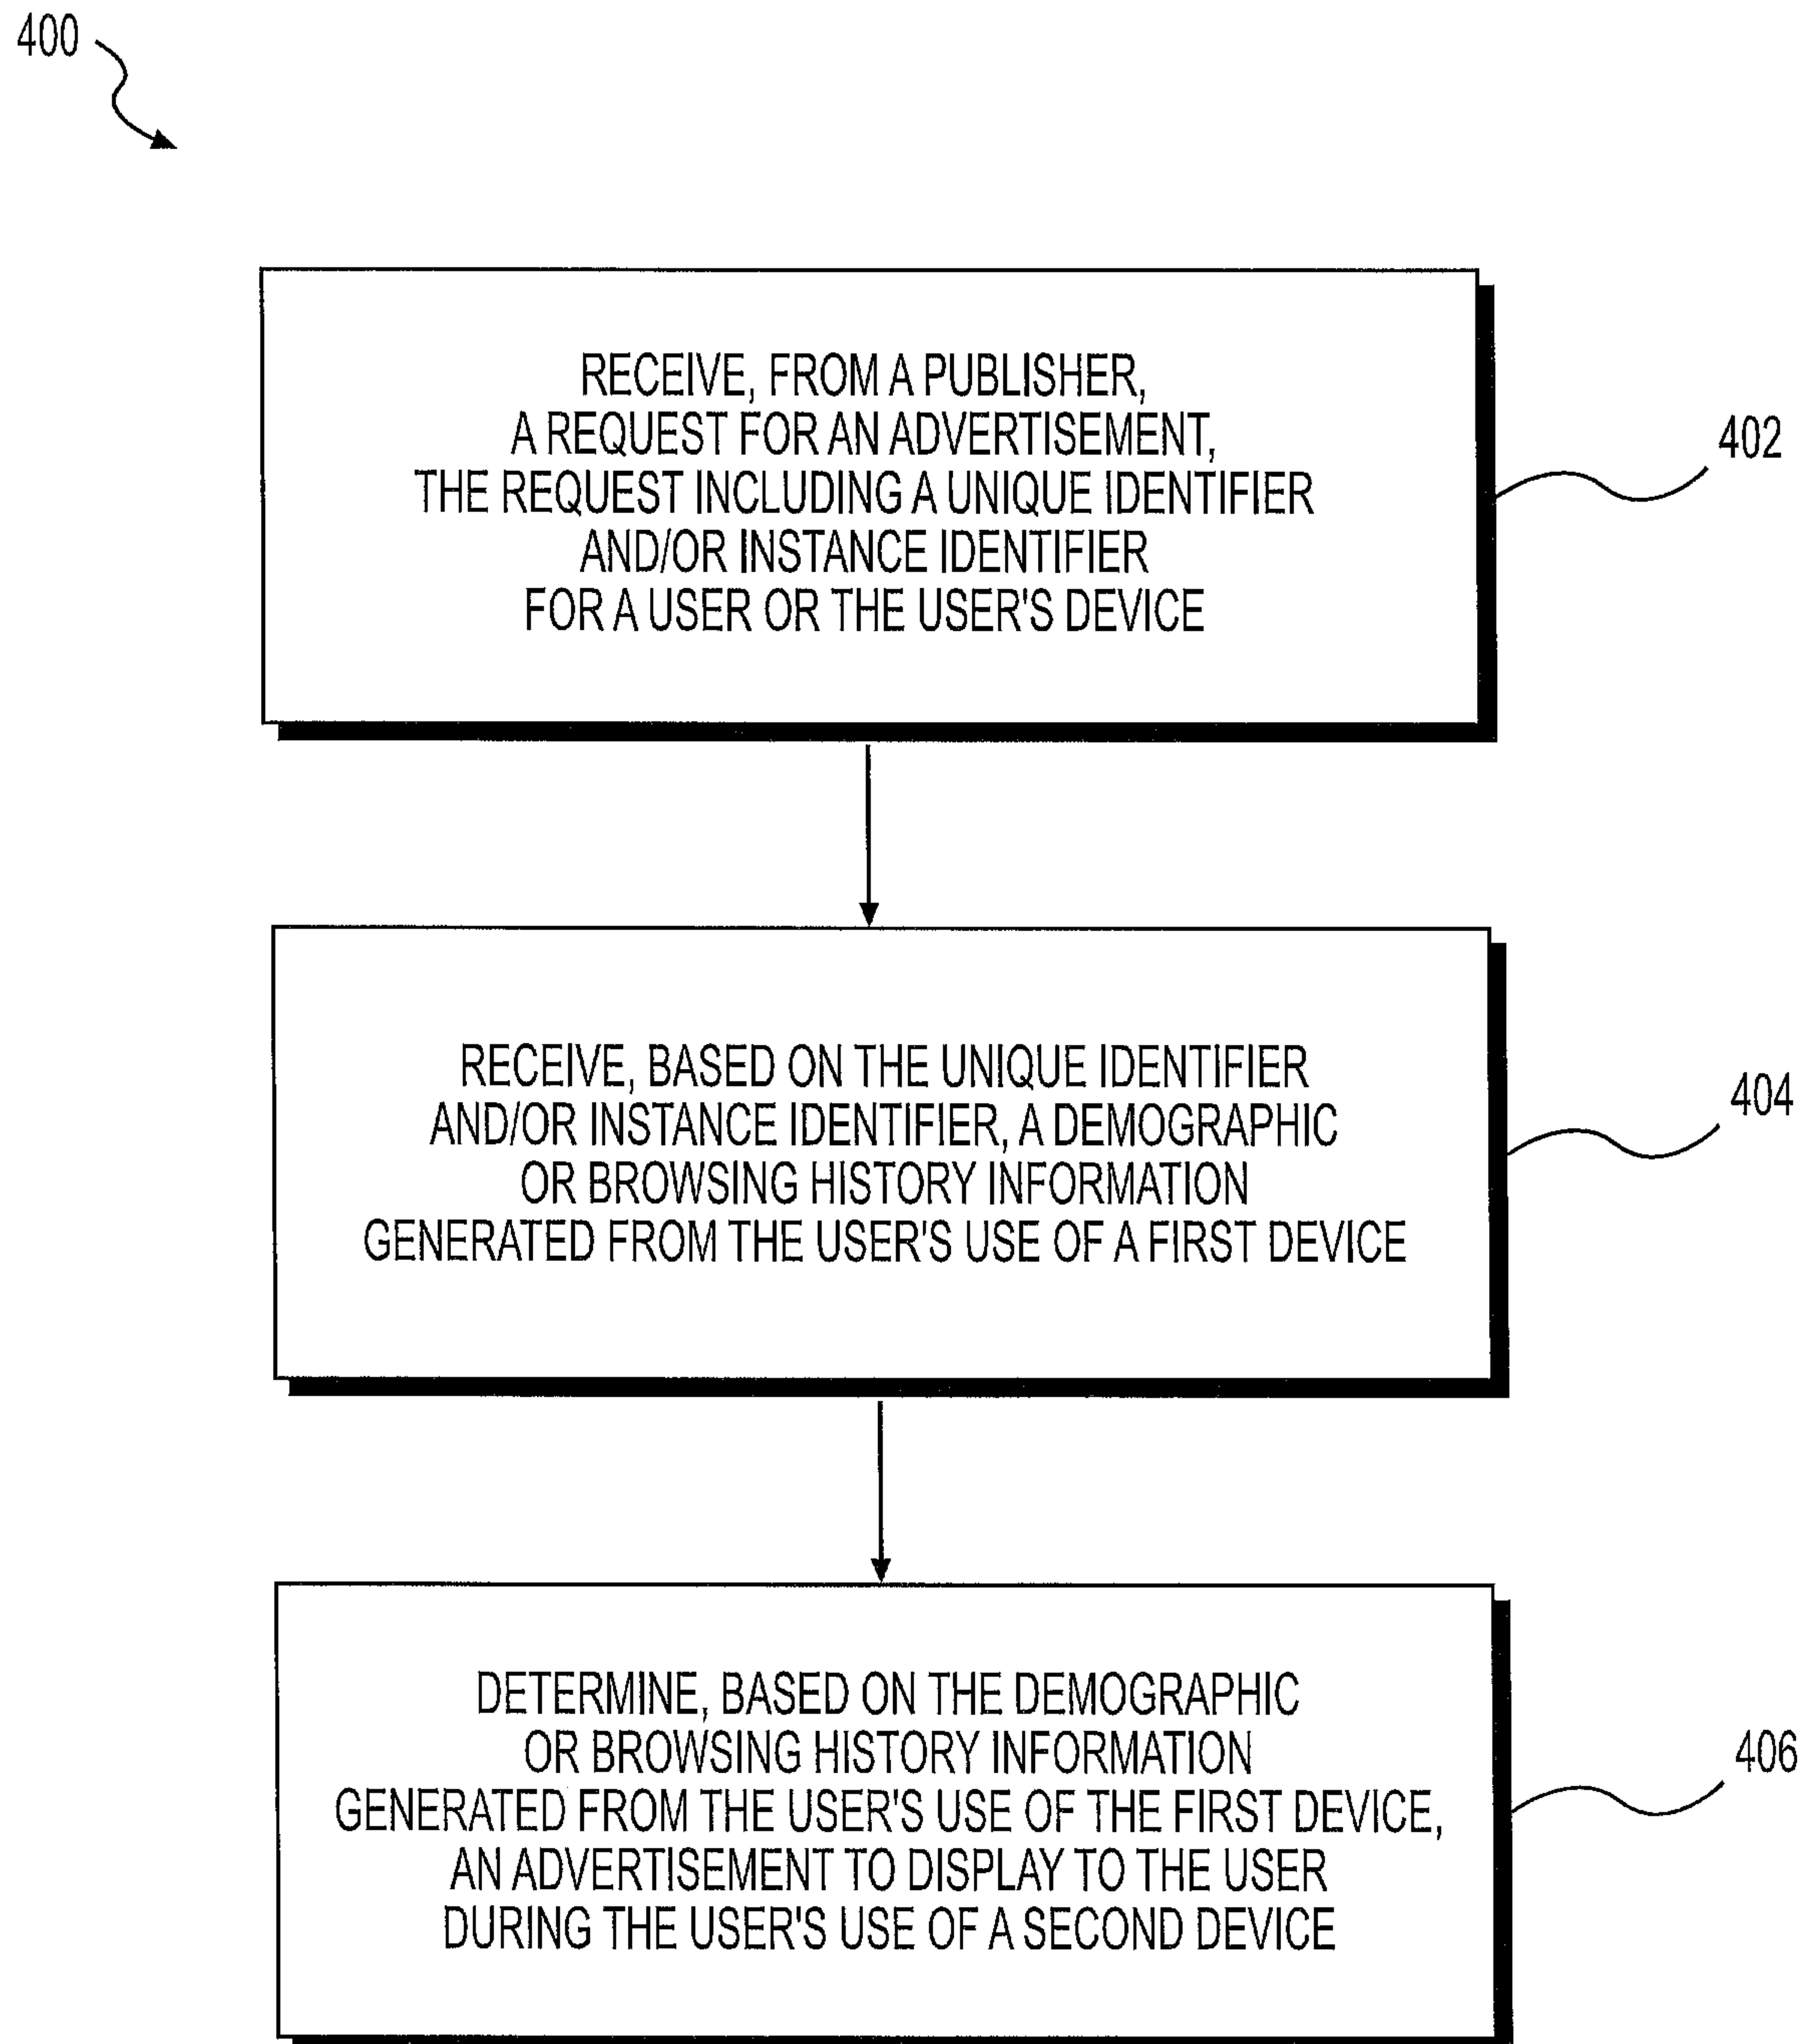 400
RECEIVE, FROM A PUBLISHER,
A REQUEST FOR AN ADVERTISEMENT,
THE REQUEST INCLUDING A UNIQUE IDENTIFIER
AND/OR INSTANCE IDENTIFIER
FOR A USER OR THE USER'S DEVICE
402
RECEIVE, BASED ON THE UNIQUE IDENTIFIER
AND/OR INSTANCE IDENTIFIER, A DEMOGRAPHIC
OR BROWSING HISTORY INFORMATION
GENERATED FROM THE USER'S USE OF A FIRST DEVICE
404
DETERMINE, BASED ON THE DEMOGRAPHIC
OR BROWSING HISTORY INFORMATION
GENERATED FROM THE USER'S USE OF THE FIRST DEVICE,
AN ADVERTISEMENT TO DISPLAY TO THE USER
DURING THE USER'S USE OF A SECOND DEVICE
406